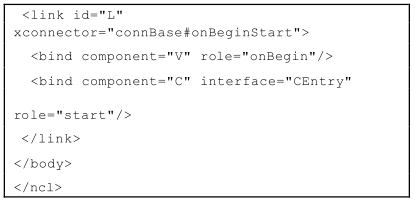 <link id="L"
xconnector="connBase#onBeginStart">
<bind component="V" role="onBegin"/>
<bind component="C" interface="CEntry"
role="start"/>
</link>
</body>
</ncl>